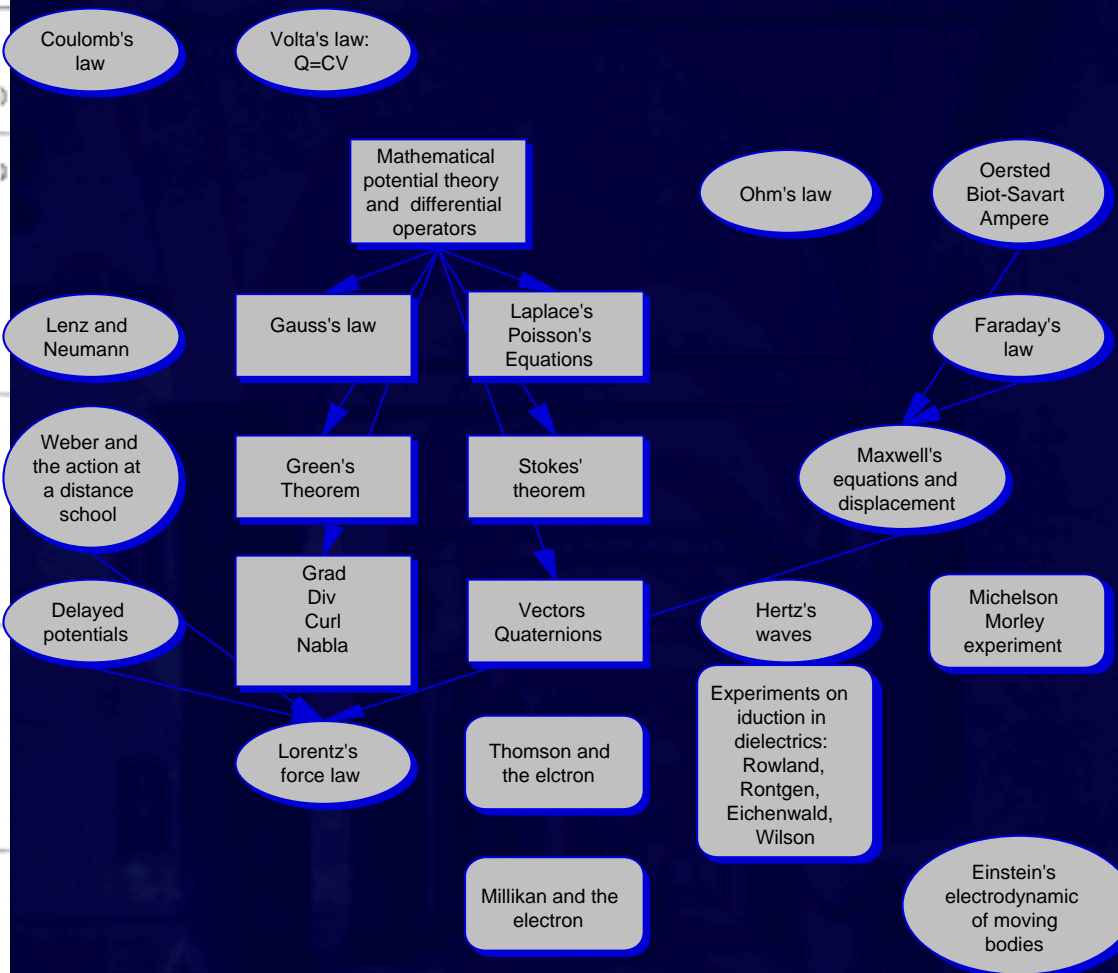 Coulomb's
law
Volta's law:
Q=CV
Mathematical
potential theory
and differential
operators
Ohm's law
Oersted
Biot-Savart
Ampere
Lenz and
Neumann
Gauss's law
Laplace's
Poisson's
Equations
Faraday's
law
Weber and
the action at
a distance
school
Green's
Theorem
Stokes'
theorem
Maxwell's
equations and
displacement
Delayed
potentials
Grad
Div
Curl
Nabla
Vectors
Quaternions
Hertz's
waves
Michelson
Morley
experiment
Lorentz's
force law
Thomson and
the elctron
Experiments on
iduction in
dielectrics:
Rowland,
Rontgen,
Eichenwald,
Wilson
Millikan and the
electron
Einstein's
electrodynamic
of moving
bodies